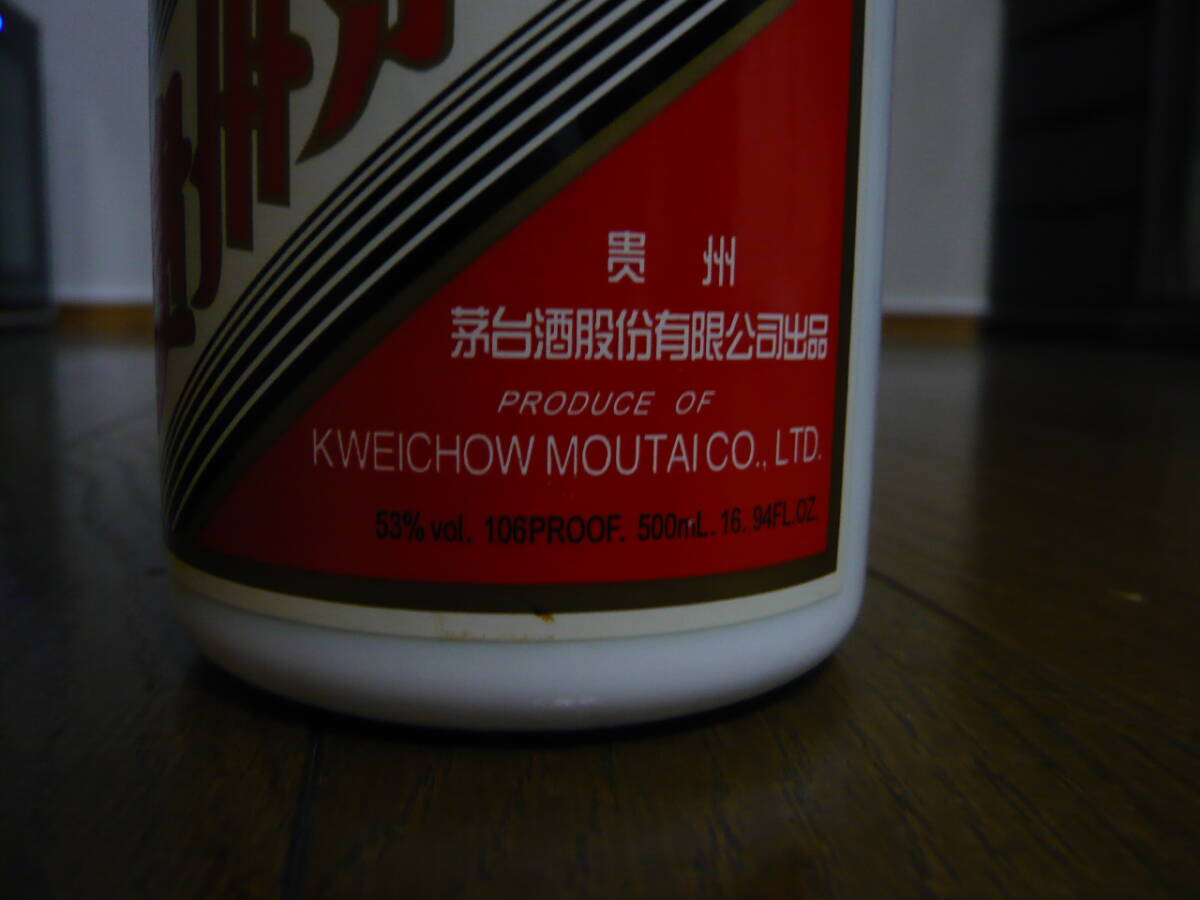 贵州
茅台酒股份有限公司出品
PRODUCE OF
KWEICHOW MOUTAI CO., LTD.
53% vol. 106PROOF. 500mL. 16. 94FL.OZ.